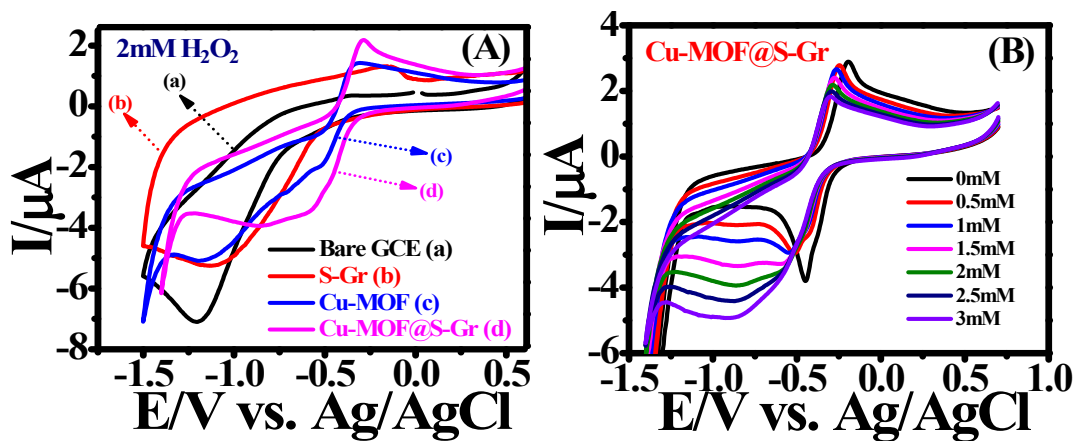 (A)
2mM H₂O₂
(a)
(b)
(c)
(d)
Bare GCE (a)
S-Gr (b)
Cu-MOF (c)
Cu-MOF@S-Gr (d)
I/μA
2
0
-2
-4
-6
-8
-1.5 -1.0 -0.5 0.0 0.5
E/V vs. Ag/AgCl
Cu-MOF@S-Gr
(B)
0mM
0.5mM
1mM
1.5mM
2mM
2.5mM
3mM
I/μA
4
2
0
-2
-4
-6
-1.5 -1.0 -0.5 0.0 0.5 1.0
E/V vs. Ag/AgCl